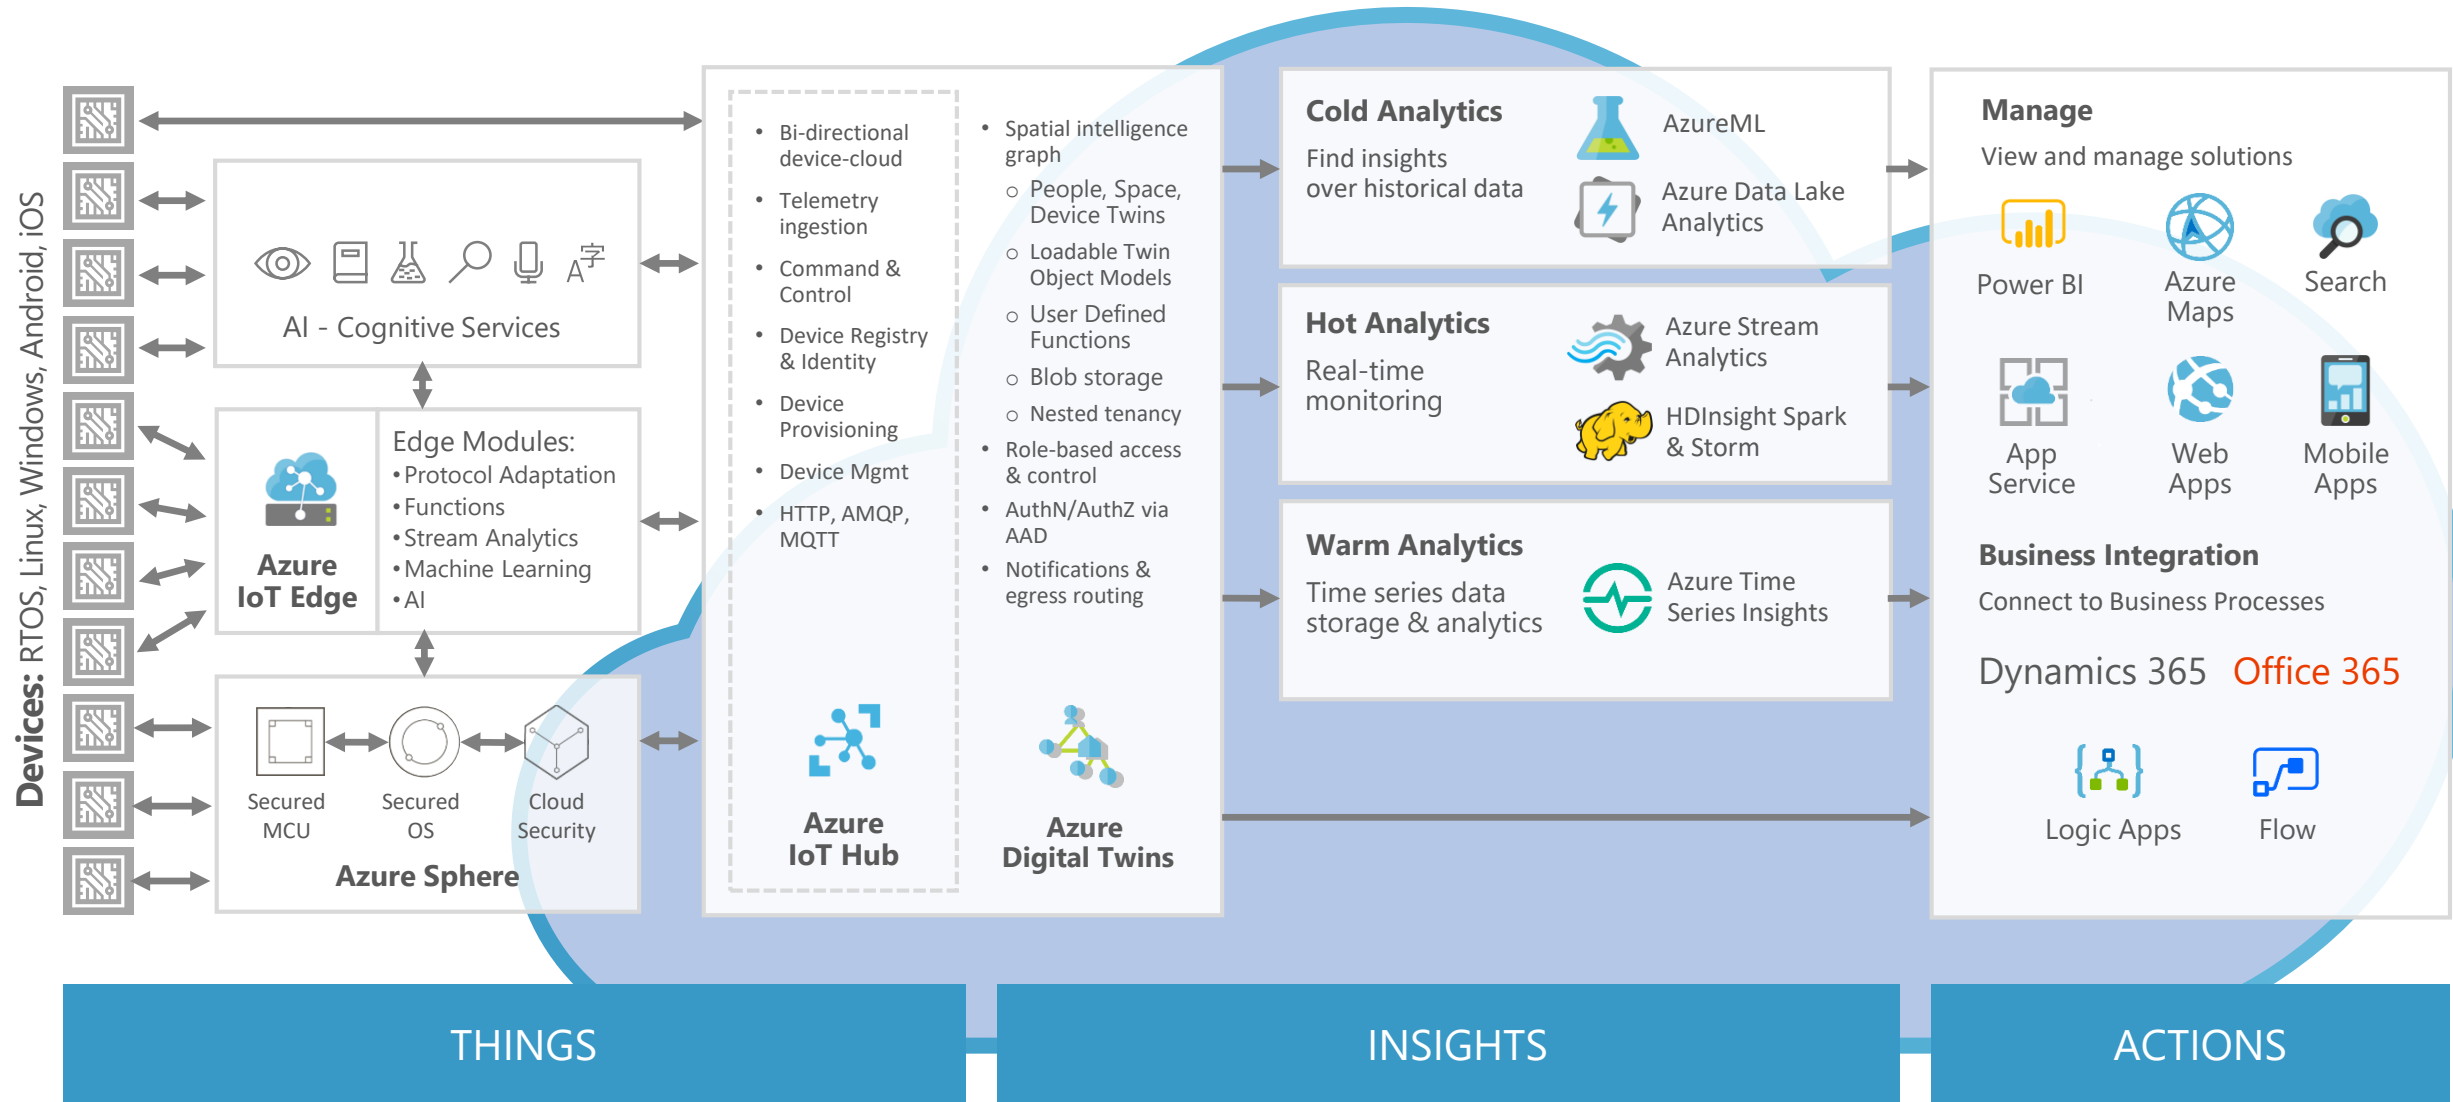 Devices: RTOS, Linux, Windows, Android, iOS
A字
AI - Cognitive Services
Azure
IoT Edge
Edge Modules:
•Protocol Adaptation
•Functions
•Stream Analytics
•Machine Learning
•AI
Secured
MCU
Secured
OS
Cloud
Security
Azure Sphere
• Bi-directional
device-cloud
• Telemetry
ingestion
• Command &
Control
• Device Registry
& Identity
• Device
Provisioning
• Device Mgmt
• HTTP, AMQP,
MQTT
Azure
IoT Hub
• Spatial intelligence
graph
o People, Space,
Device Twins
o Loadable Twin
Object Models
o User Defined
Functions
o Blob storage
o Nested tenancy
• Role-based access
& control
• AuthN/AuthZ via
AAD
• Notifications &
egress routing
Azure
Digital Twins
Cold Analytics
Find insights
over historical data
AzureML
Azure Data Lake
Analytics
Hot Analytics
Real-time
monitoring
Azure Stream
Analytics
HDInsight Spark
& Storm
Warm Analytics
Time series data
storage & analytics
Azure Time
Series Insights
Manage
View and manage solutions
Power BI
Azure
Maps
Search
App
Service
Web
Apps
Mobile
Apps
Business Integration
Connect to Business Processes
Dynamics 365 Office 365
Logic Apps
Flow
THINGS
INSIGHTS
ACTIONS